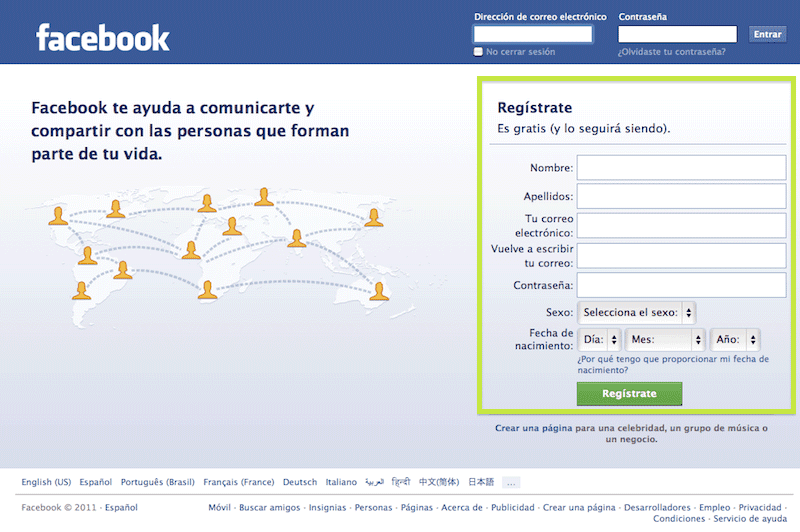 facebook
Dirección de correo electrónico
Contraseña
Entrar
No cerrar sesión
¿Olvidaste tu contraseña?
Facebook te ayuda a comunicarte y
compartir con las personas que forman
parte de tu vida.
Regístrate
Es gratis (y lo seguirá siendo).
Nombre:
Apellidos:
Tu correo
electrónico:
Vuelve a escribir
tu correo:
Contraseña:
Sexo: Selecciona el sexo:
Fecha de
nacimiento:
Día: Mes: Año:
¿Por qué tengo que proporcionar mi fecha de
nacimiento?
Regístrate
Crear una página para una celebridad, un grupo de música o
un negocio.
English (US) Español Português (Brasil) Français (France) Deutsch Italiano العربية हिन्दी 中文(简体) 日本語 ...
Facebook © 2011 · Español
Móvil · Buscar amigos · Insignias · Personas · Páginas · Acerca de · Publicidad · Crear una página · Desarrolladores · Empleo · Privacidad ·
Condiciones · Servicio de ayuda